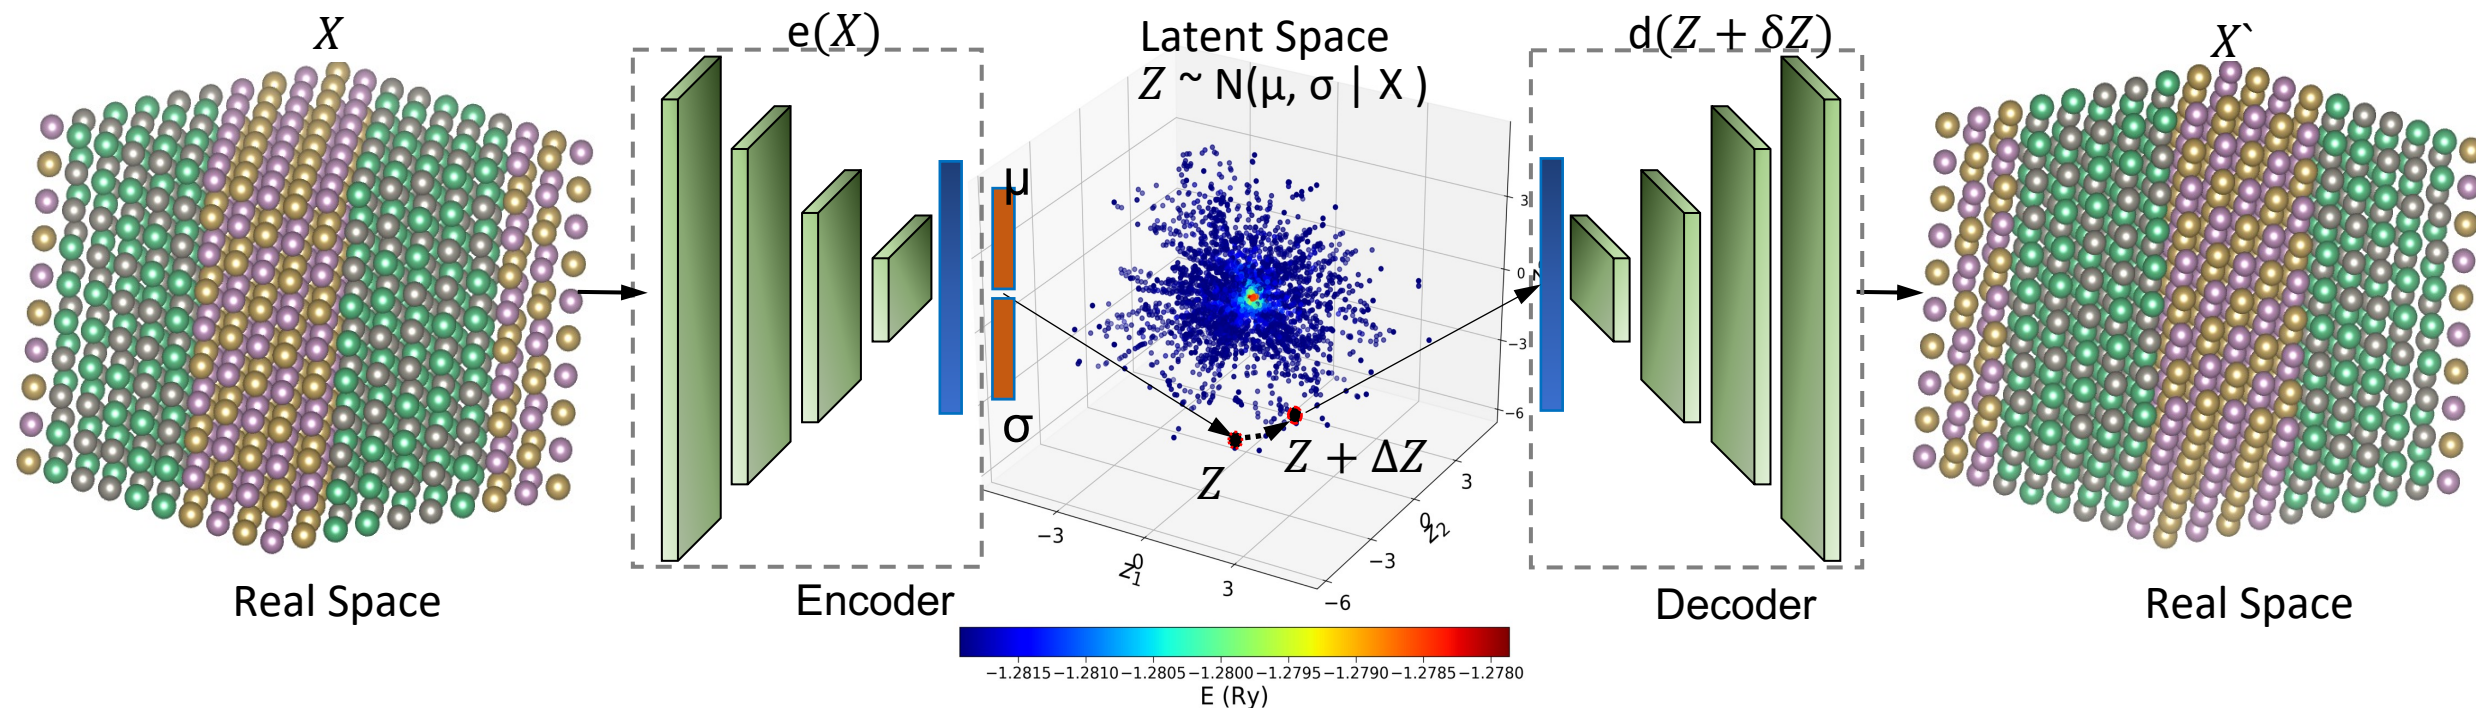 X
e(X)
Latent Space
Z ~ N(μ, σ | X )
d(Z + δZ)
X`
μ
σ
3
0
−3
−6
Z
Z + ΔZ
−3
0
3
z1
−6
−3
0
3
z2
Real Space
Encoder
Decoder
Real Space
−1.2815 −1.2810 −1.2805 −1.2800 −1.2795 −1.2790 −1.2785 −1.2780
E (Ry)